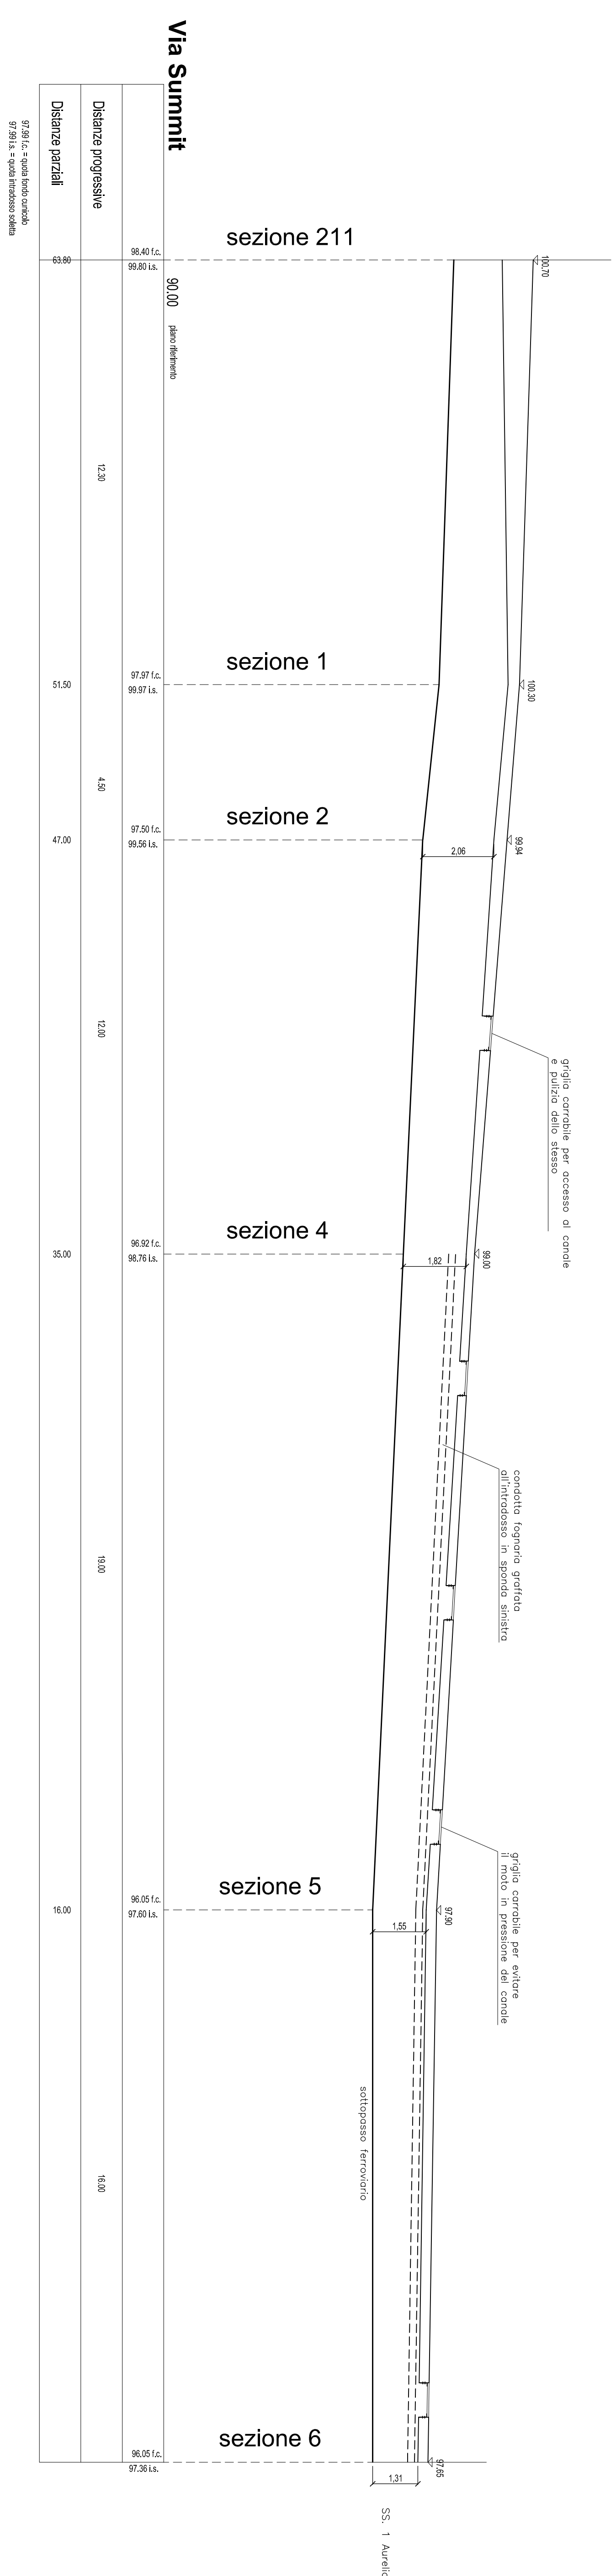 Via Summit
Distanze progressive
Distanze parziali
97.99 f.c. = quota fondo cunicolo
97.99 i.s. = quota intradosso soletta
sezione 211
98.40 f.c.
99.80 i.s.
63.80
100.70
90.00 piano riferimento
12.30
sezione 1
97.97 f.c.
99.97 i.s.
51.50
100.30
4.50
sezione 2
97.50 f.c.
99.56 i.s.
47.00
99.94
2,06
12.00
griglia carrabile per accesso al canale
e pulizia dello stesso
sezione 4
96.92 f.c.
98.76 i.s.
35.00
99.00
1,82
condotta fognaria graffata
all'intradosso in sponda sinistra
19.00
griglia carrabile per evitare
il moto in pressione del canale
sezione 5
96.05 f.c.
97.60 i.s.
16.00
97.90
1,55
sottopasso ferroviario
16.00
sezione 6
96.05 f.c.
97.36 i.s.
97.65
1,31
SS. 1 Aurelia